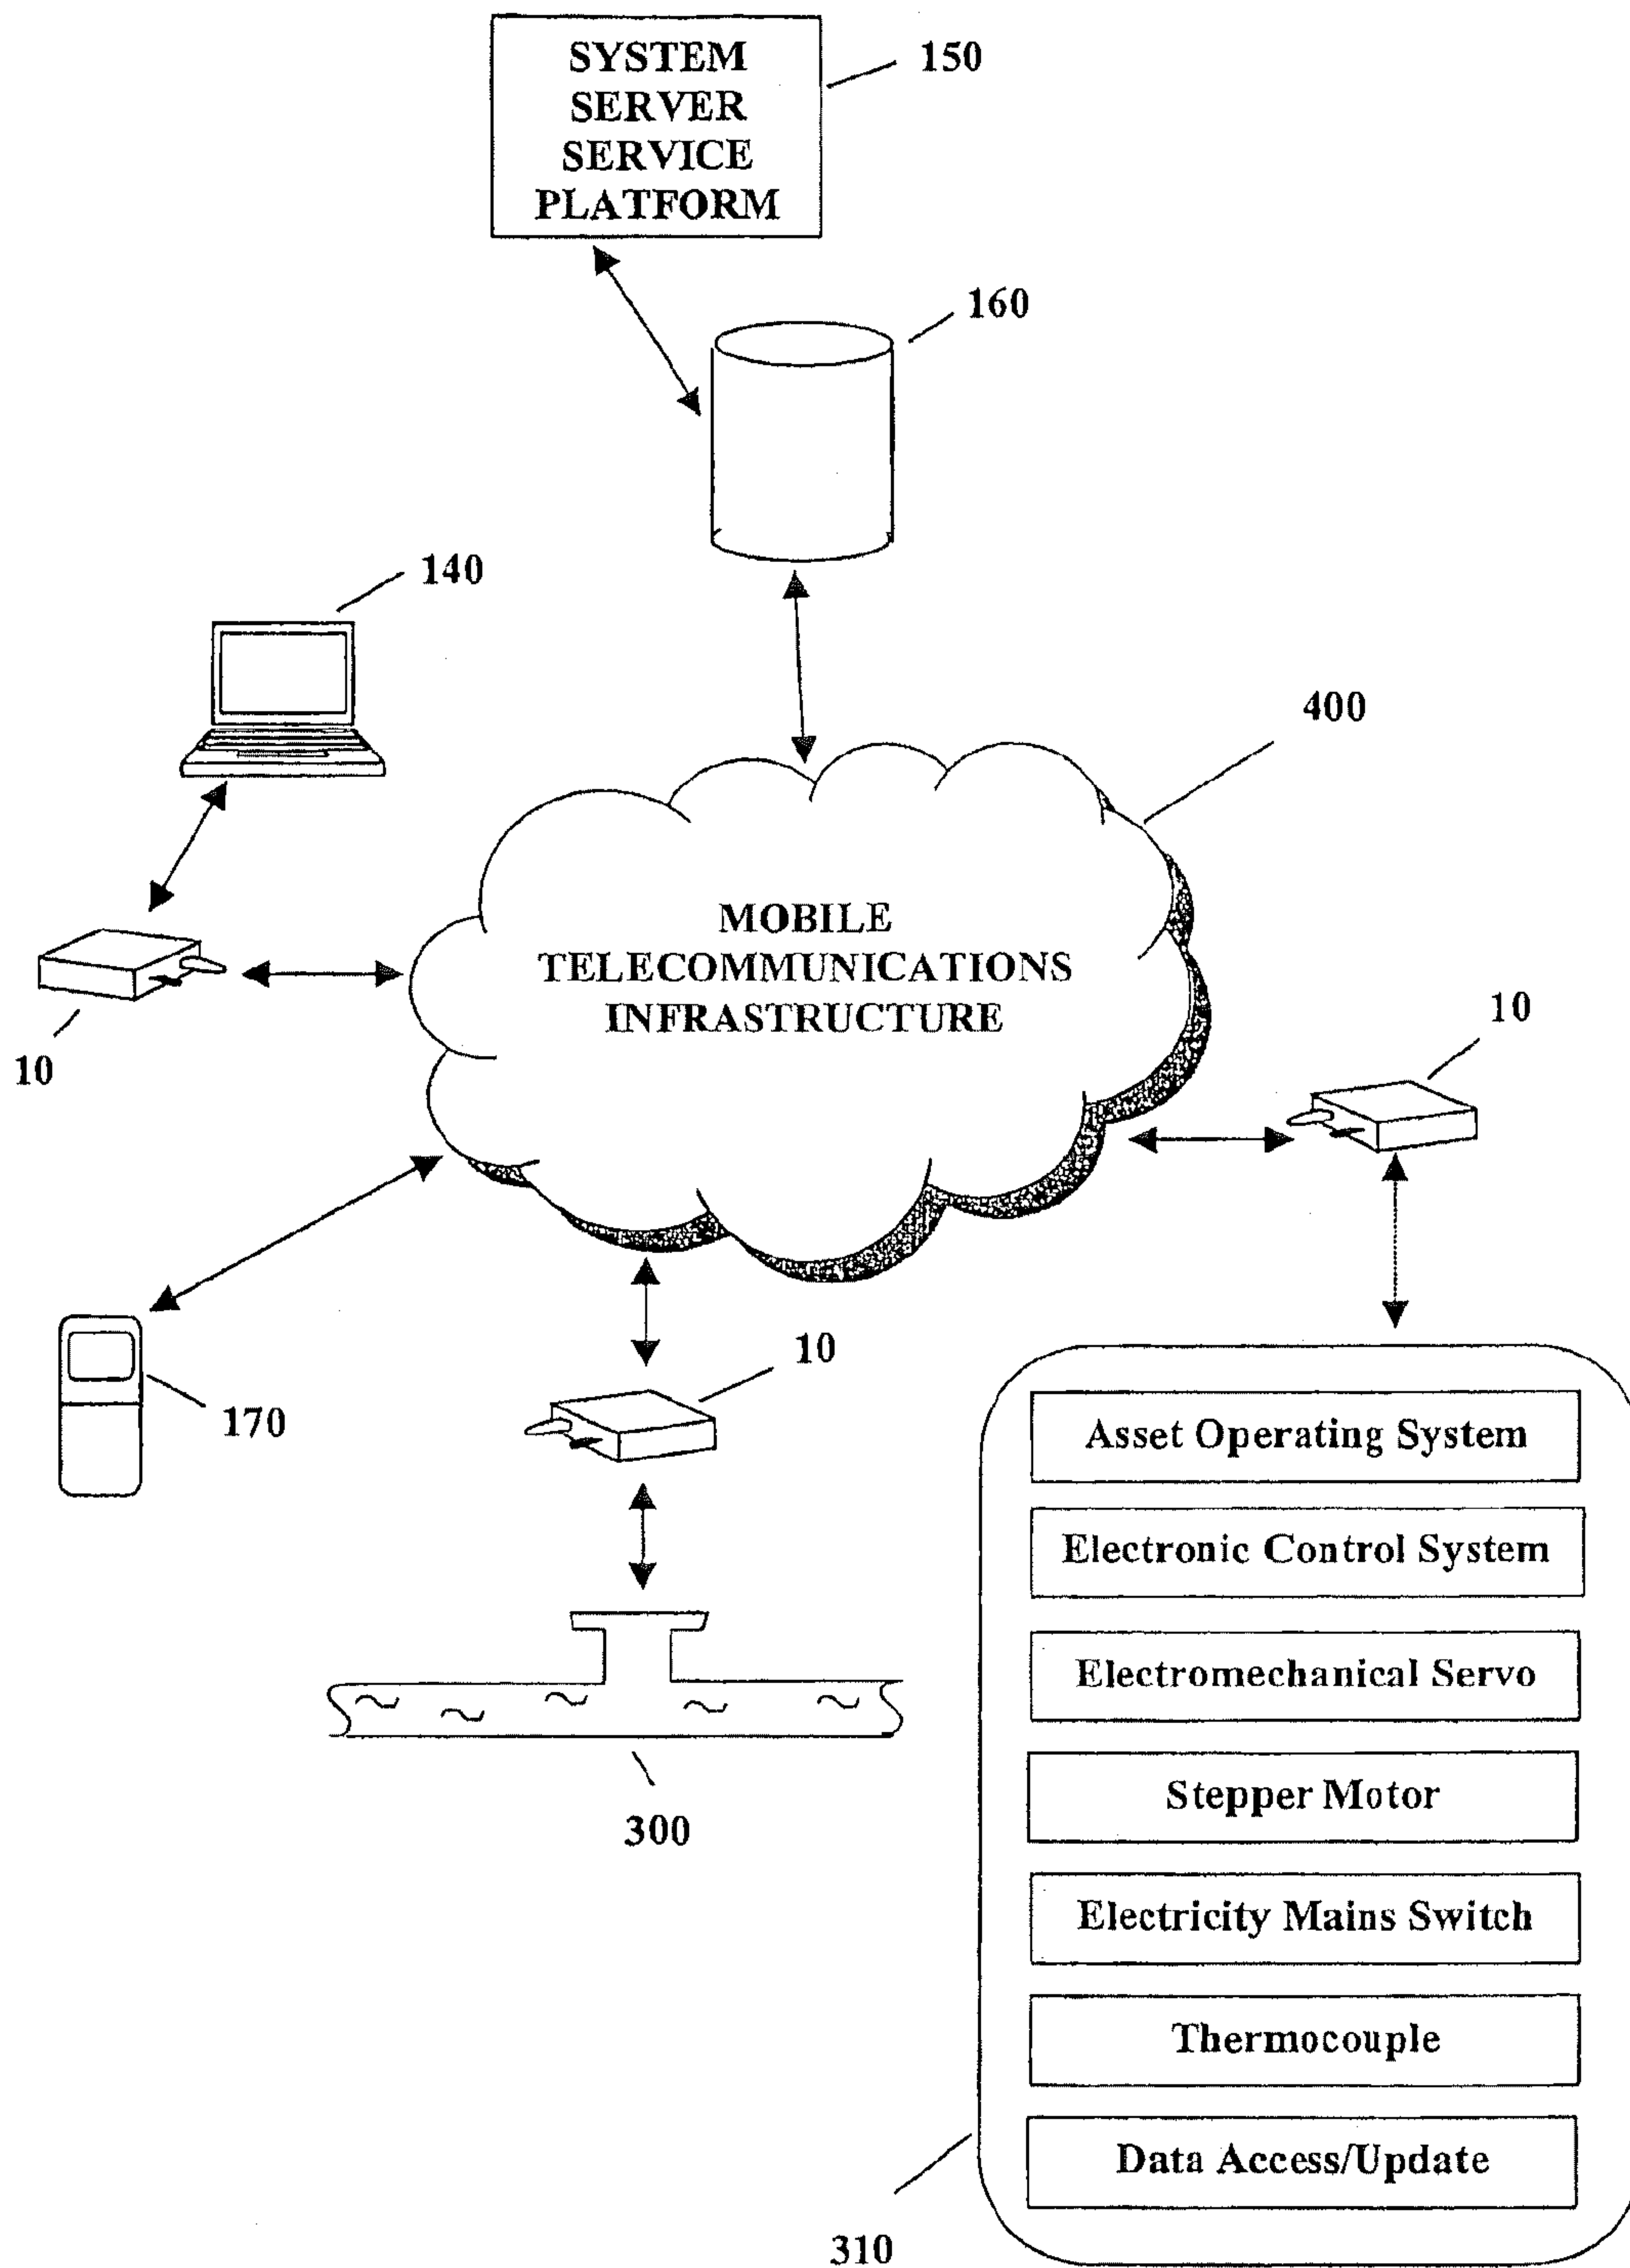 SYSTEM
SERVER
SERVICE
PLATFORM
150
160
140
400
MOBILE
TELECOMMUNICATIONS
INFRASTRUCTURE
10
10
10
170
300
Asset Operating System
Electronic Control System
Electromechanical Servo
Stepper Motor
Electricity Mains Switch
Thermocouple
Data Access/Update
310